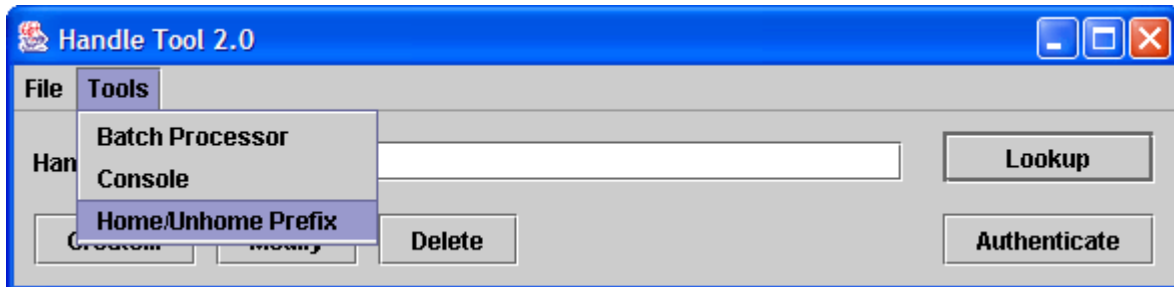 Handle Tool 2.0
File Tools
Batch Processor
Console
Home/Unhome Prefix
Lookup
Delete
Authenticate